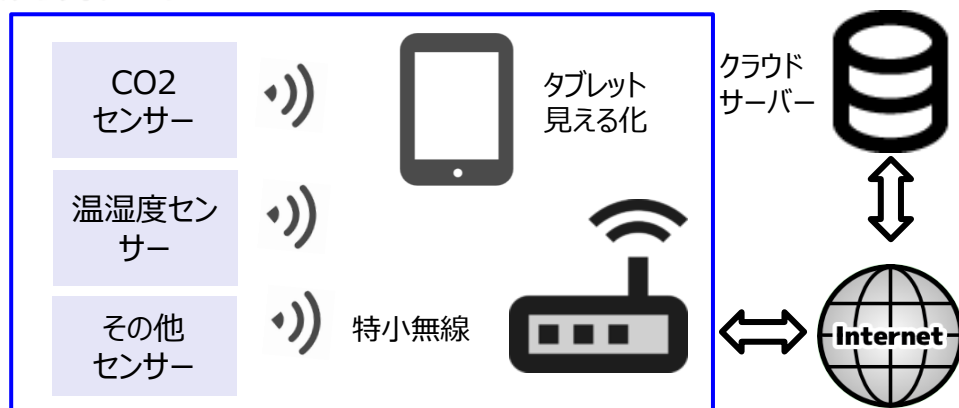 CO2
センサー
タブレット
見える化
クラウド
サーバー
温湿度セン
サー
その他
センサー
特小無線
Internet